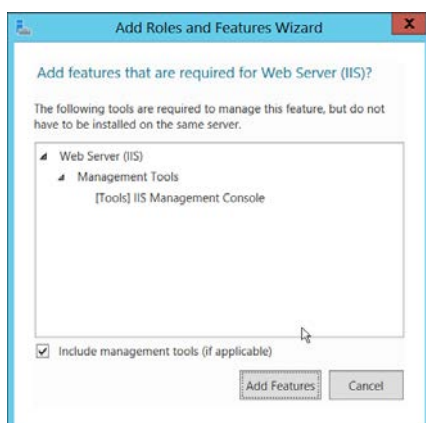 Add Roles and Features Wizard
x
Add features that are required for Web Server (IIS)?
The following tools are required to manage this feature, but do not
have to be installed on the same server.
Web Server (IIS)
Management Tools
[Tools] IIS Management Console
Include management tools (if applicable)
Add Features
Cancel